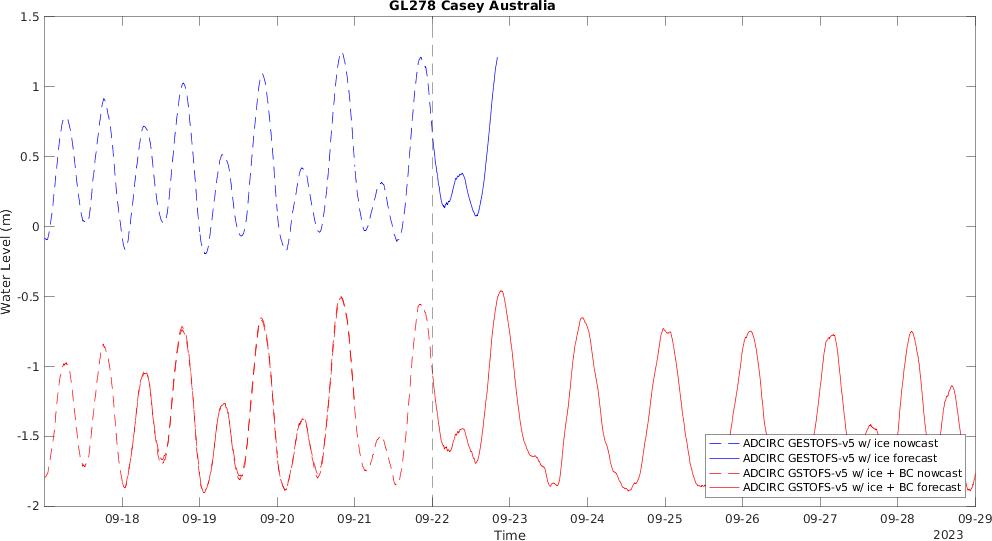 GL278 Casey Australia
1.5
1
0.5
0
-0.5
-1
-1.5
-2
Water Level (m)
ADCIRC GESTOFS-v5 w/ ice nowcast
ADCIRC GESTOFS-v5 w/ ice forecast
ADCIRC GSTOFS-v5 w/ ice + BC nowcast
ADCIRC GSTOFS-v5 w/ ice + BC forecast
09-18 09-19 09-20 09-21 09-22 09-23 09-24 09-25 09-26 09-27 09-28 09-29
Time
2023